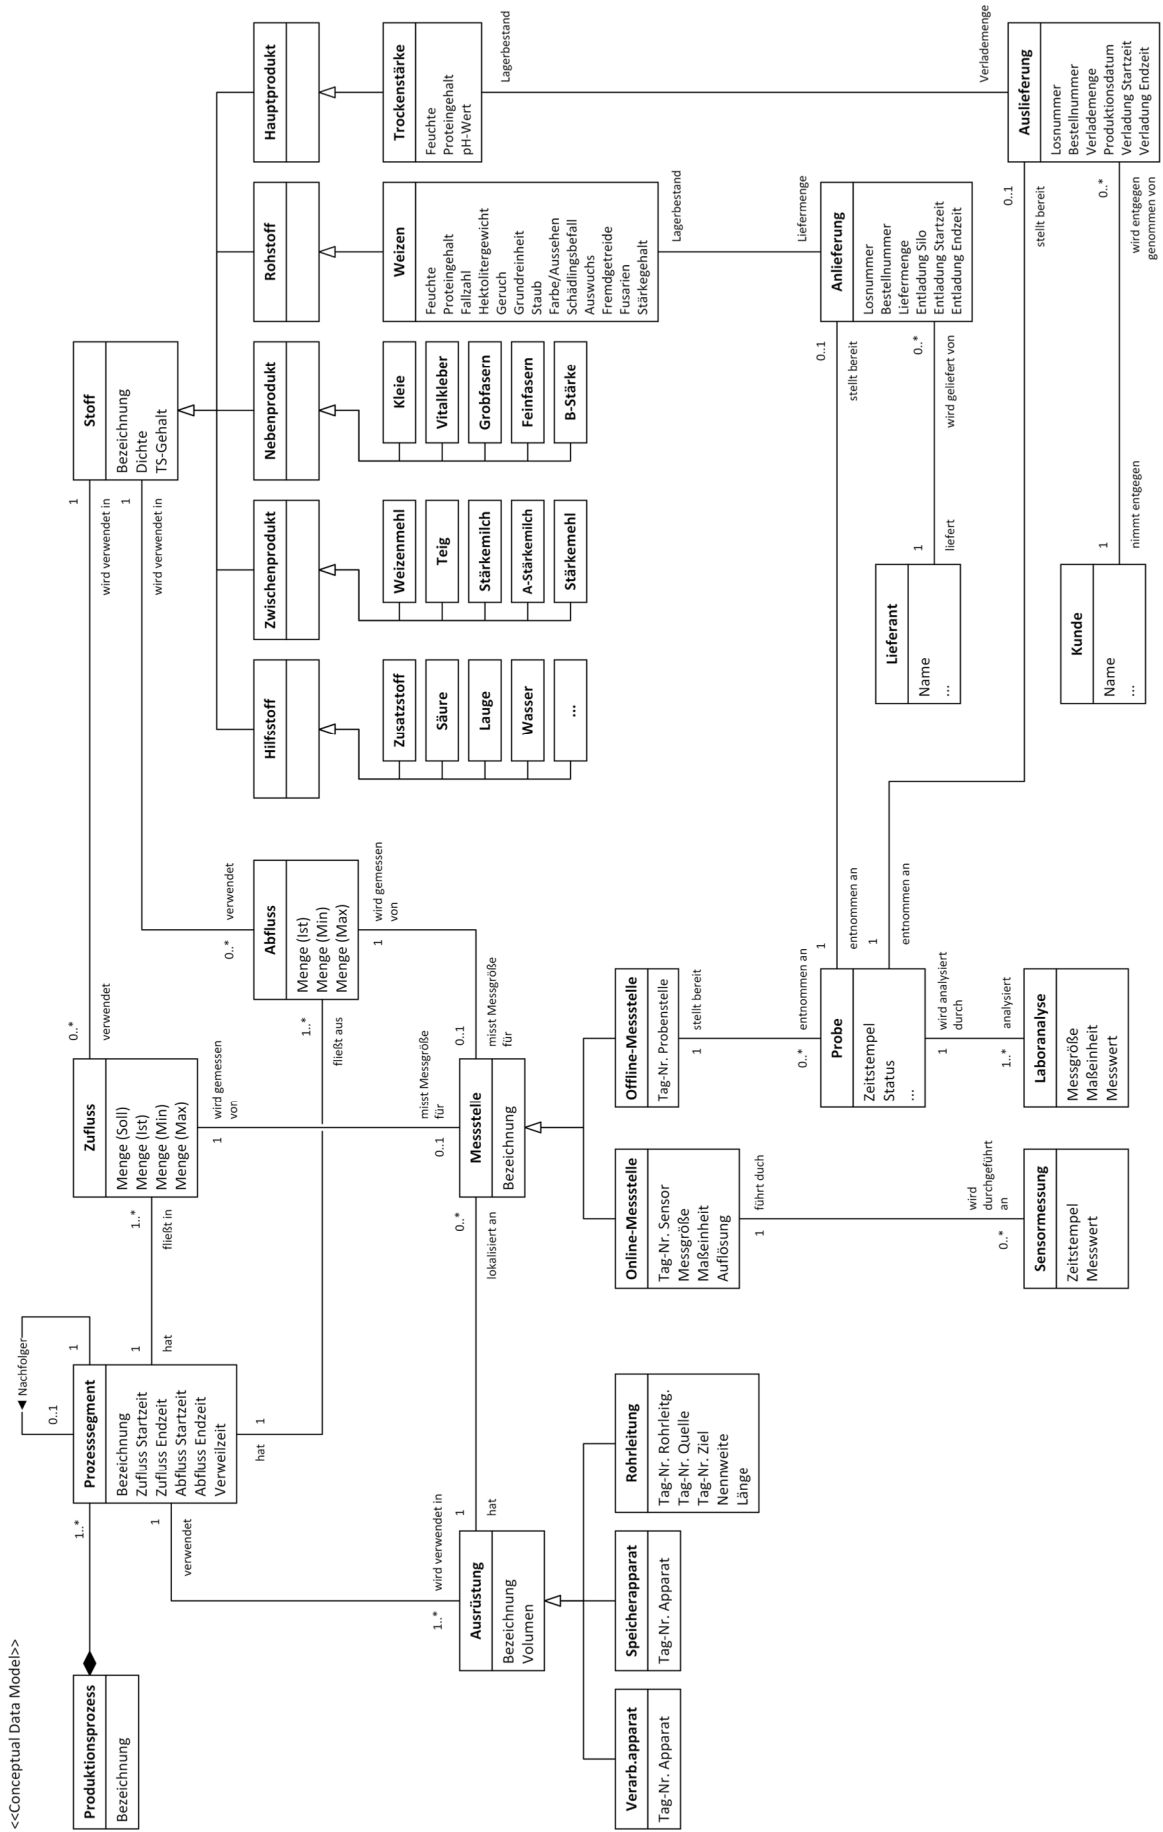 <<Conceptual Data Model>>
Produktionsprozess
Bezeichnung
1..*
Nachfolger
0..1
1
Prozesssegment
Bezeichnung
Zufluss Startzeit
Zufluss Endzeit
Abfluss Startzeit
Abfluss Endzeit
Verweilzeit
1
verwendet
1
hat
1
hat
1..*
fließt in
Zufluss
Menge (Soll)
Menge (Ist)
Menge (Min)
Menge (Max)
0..*
verwendet
1
wird gemessen
von
1
wird verwendet in
1
wird verwendet in
Stoff
Bezeichnung
Dichte
TS-Gehalt
1..*
fließt aus
Abfluss
Menge (Ist)
Menge (Min)
Menge (Max)
0..*
verwendet
1
wird gemessen
von
Hilfsstoff
Zwischenprodukt
Nebenprodukt
Rohstoff
Hauptprodukt
Zusatzstoff
Säure
Lauge
Wasser
...
Weizenmehl
Teig
Stärkemilch
A-Stärkemilch
Stärkemehl
Kleie
Vitalkleber
Grobfasern
Feinfasern
B-Stärke
Weizen
Feuchte
Proteingehalt
Fallzahl
Hektolitergewicht
Geruch
Grundreinheit
Staub
Farbe/Aussehen
Schädlingsbefall
Auswuchs
Fremdgetreide
Fusarien
Stärkegehalt
Lagerbestand
Trockenstärke
Feuchte
Proteingehalt
pH-Wert
Lagerbestand
1..*
wird verwendet in
Ausrüstung
Bezeichnung
Volumen
1
hat
0..*
lokalisiert an
Messstelle
Bezeichnung
0..1
misst Messgröße
für
0..1
misst Messgröße
für
Verarb.apparat
Tag-Nr. Apparat
Speicherapparat
Tag-Nr. Apparat
Rohrleitung
Tag-Nr. Rohrleitg.
Tag-Nr. Quelle
Tag-Nr. Ziel
Nennweite
Länge
Online-Messstelle
Tag-Nr. Sensor
Messgröße
Maßeinheit
Auflösung
1
führt duch
Offline-Messstelle
Tag-Nr. Probenstelle
1
stellt bereit
0..*
entnommen an
Probe
Zeitstempel
Status
...
1
entnommen an
1
entnommen an
1
wird analysiert
durch
1..*
analysiert
Laboranalyse
Messgröße
Maßeinheit
Messwert
0..*
wird
durchgeführt
an
Sensormessung
Zeitstempel
Messwert
Liefermenge
Anlieferung
Losnummer
Bestellnummer
Liefermenge
Entladung Silo
Entladung Startzeit
Entladung Endzeit
0..1
stellt bereit
0..*
wird geliefert von
Lieferant
Name
...
1
liefert
Verlademenge
Auslieferung
Losnummer
Bestellnummer
Verlademenge
Produktionsdatum
Verladung Startzeit
Verladung Endzeit
0..1
stellt bereit
0..*
wird entgegen
genommen von
Kunde
Name
...
1
nimmt entgegen